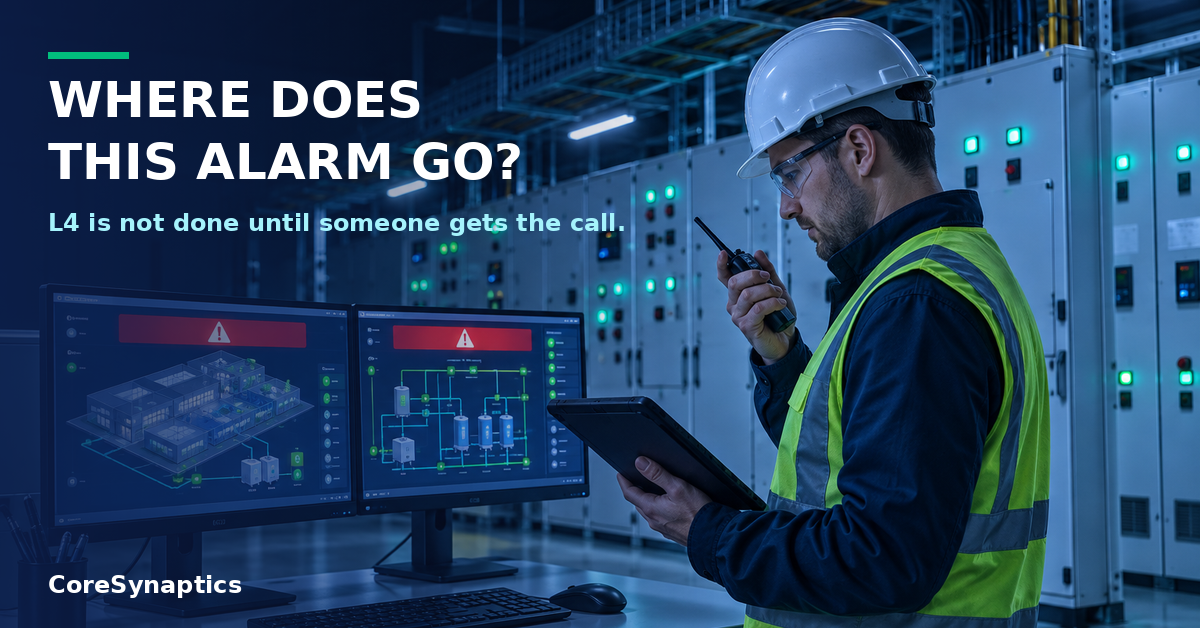 WHERE DOES
THIS ALARM GO?
L4 is not done until someone gets the call.
CoreSynaptics